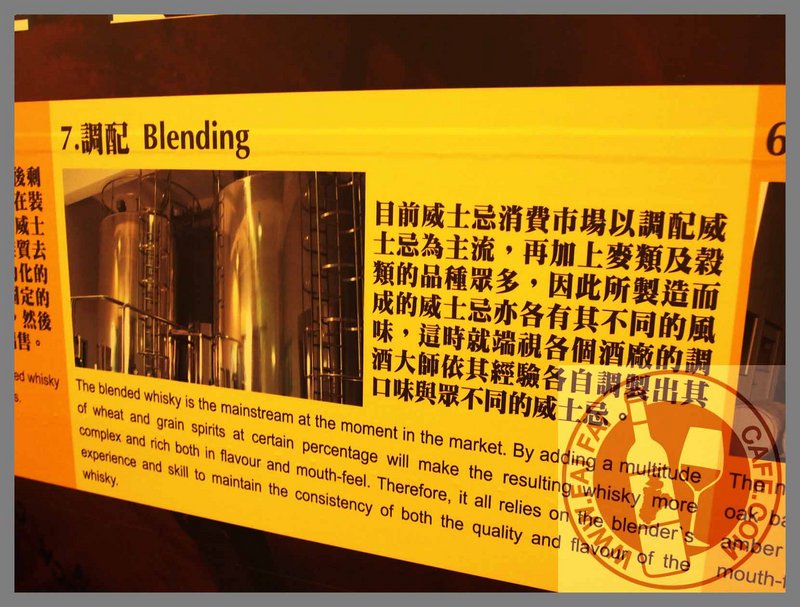 7.調配 Blending
目前威士忌消費市場以調配威
士忌為主流，再加上麥類及穀
類的品種眾多，因此所製造而
成的威士忌亦各有其不同的風
味，這時就端視各個酒廠的調
酒大師依其經驗各自調製出其
口味與眾不同的威士忌。
The blended whisky is the mainstream at the moment in the market. By adding a multitude
of wheat and grain spirits at certain percentage will make the resulting whisky more
complex and rich both in flavour and mouth-feel. Therefore, it all relies on the blender's
experience and skill to maintain the consistency of both the quality and flavour of the
whisky.
後剩
在裝
威士
質去
化的
固定的
，然後
售。
ed whisky
s.
6
The
oak
amber
mouth-
CAFE.COM